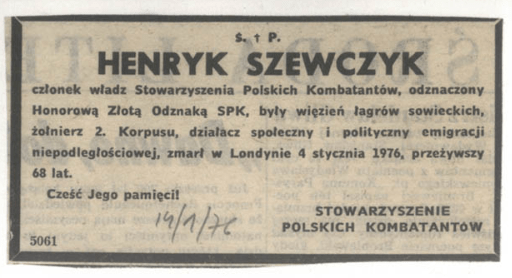 Ś. † P.
HENRYK SZEWCZYK
członek władz Stowarzyszenia Polskich Kombatantów, odznaczony
Honorową Złotą Odznaką SPK, były więzień łagrów sowieckich,
żołnierz 2. Korpusu, działacz społeczny i polityczny emigracji
niepodległościowej, zmarł w Londynie 4 stycznia 1976, przeżywszy
68 lat.
Cześć Jego pamięci!
14/1/76
STOWARZYSZENIE
POLSKICH KOMBATANTÓW
5061